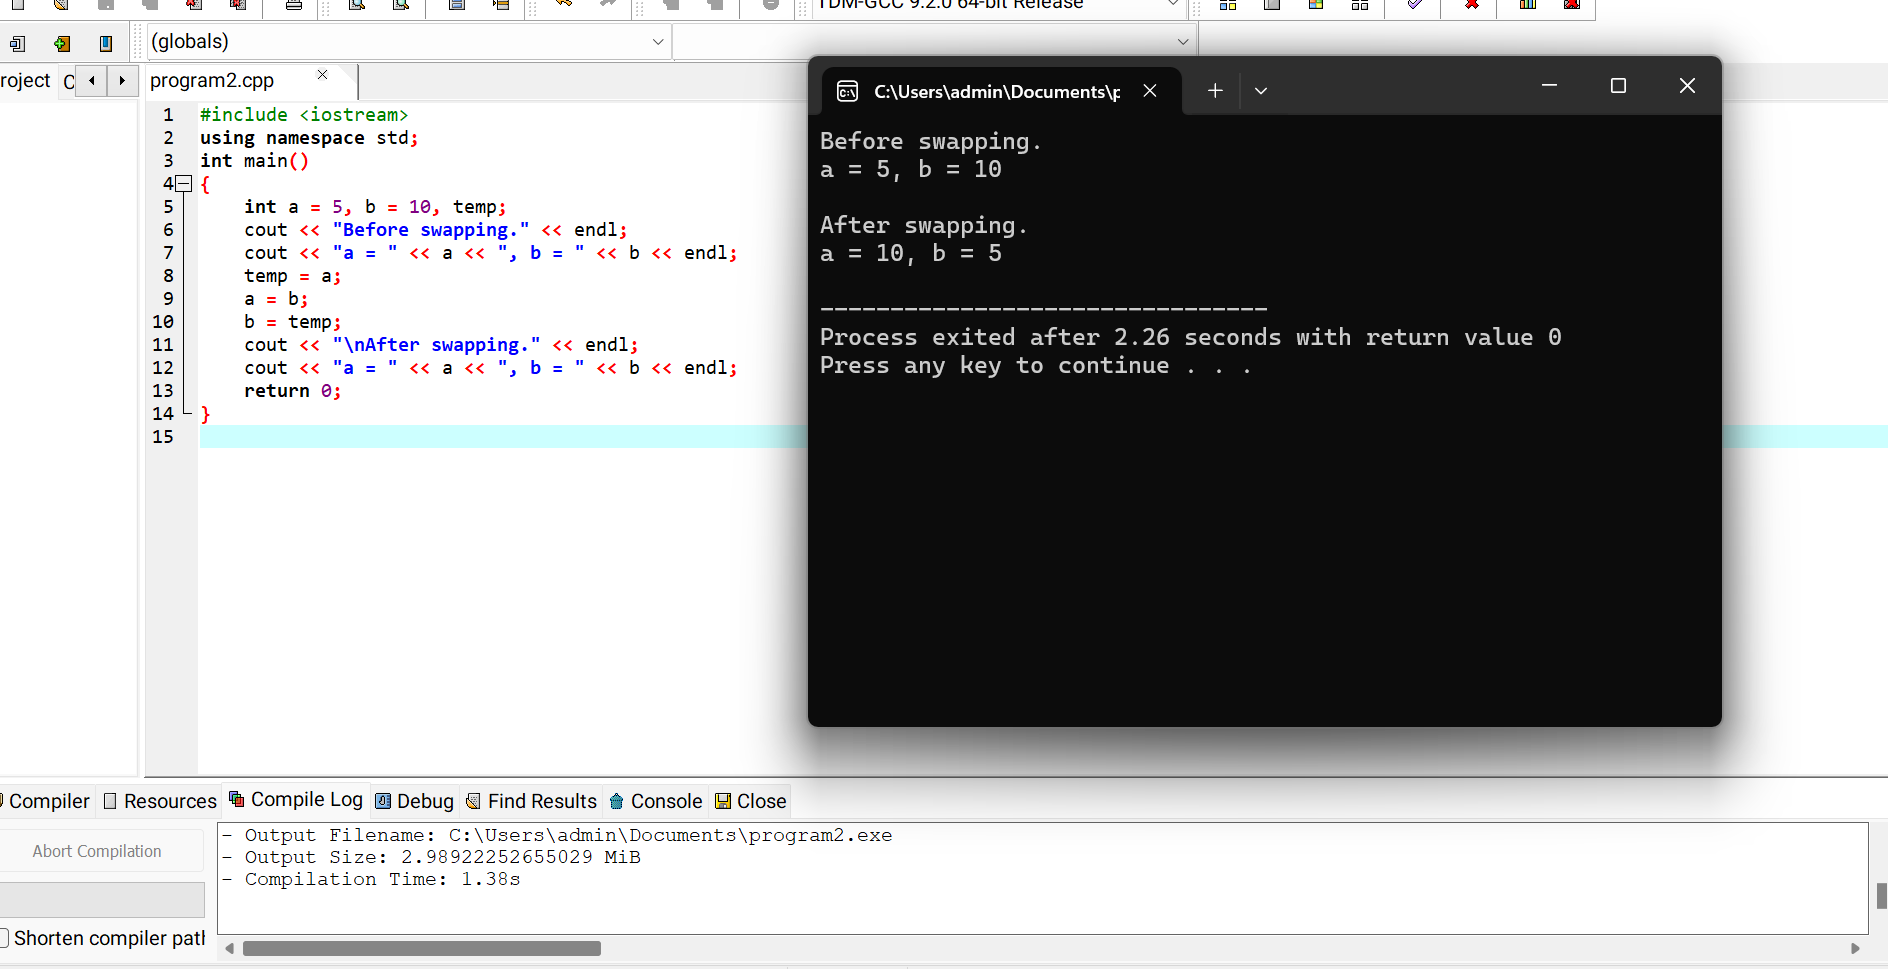 TDM-GCC 9.2.0 64-bit Release
(globals)
roject
program2.cpp
1 #include <iostream>
2 using namespace std;
3 int main()
4 {
5 int a = 5, b = 10, temp;
6 cout << "Before swapping." << endl;
7 cout << "a = " << a << ", b = " << b << endl;
8 temp = a;
9 a = b;
10 b = temp;
11 cout << "\nAfter swapping." << endl;
12 cout << "a = " << a << ", b = " << b << endl;
13 return 0;
14 }
15
C:\Users\admin\Documents\p
Before swapping.
a = 5, b = 10
After swapping.
a = 10, b = 5
--------------------------------
Process exited after 2.26 seconds with return value 0
Press any key to continue . . .
Compiler Resources Compile Log Debug Find Results Console Close
Abort Compilation
Shorten compiler path
- Output Filename: C:\Users\admin\Documents\program2.exe
- Output Size: 2.98922252655029 MiB
- Compilation Time: 1.38s